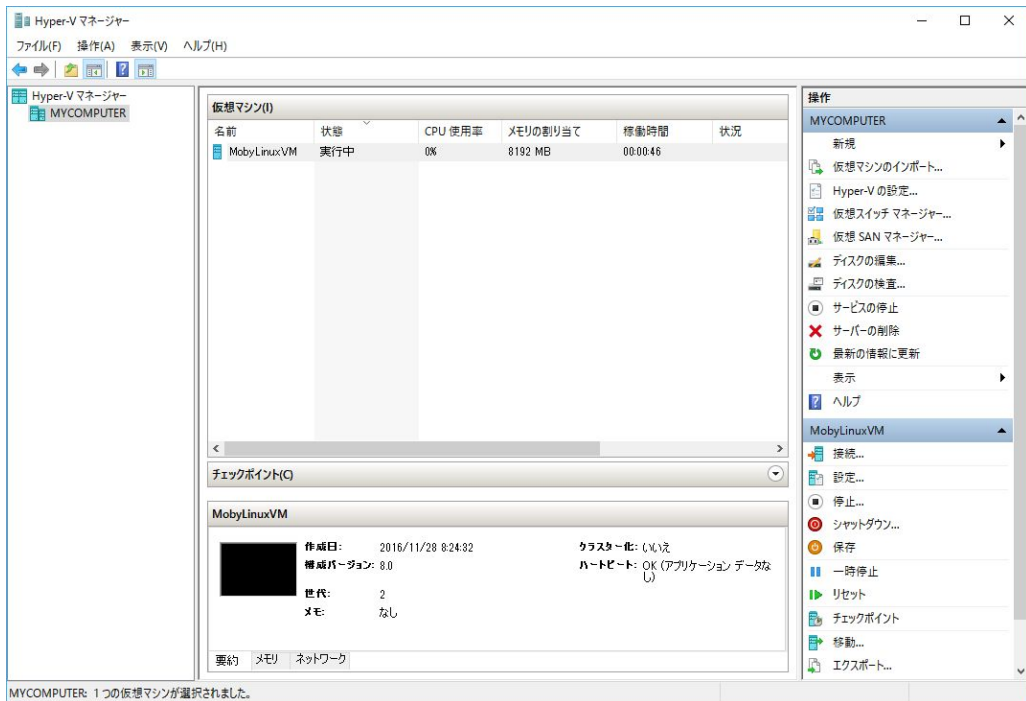 Hyper-V マネージャー
ファイル(F) 操作(A) 表示(V) ヘルプ(H)
Hyper-V マネージャー
MYCOMPUTER
仮想マシン(I)
名前 状態 CPU 使用率 メモリの割り当て 稼働時間 状況
MobyLinuxVM 実行中 0% 8192 MB 00:00:46
チェックポイント(C)
MobyLinuxVM
作成日: 2016/11/28 8:24:32 クラスター化: いいえ
構成バージョン: 8.0 ハートビート: OK (アプリケーション データなし)
世代: 2
メモ: なし
要約 メモリ ネットワーク
操作
MYCOMPUTER
新規
仮想マシンのインポート...
Hyper-V の設定...
仮想スイッチ マネージャー...
仮想 SAN マネージャー...
ディスクの編集...
ディスクの検査...
サービスの停止
サーバーの削除
最新の情報に更新
表示
ヘルプ
MobyLinuxVM
接続...
設定...
停止...
シャットダウン...
保存
一時停止
リセット
チェックポイント
移動...
エクスポート...
MYCOMPUTER: 1 つの仮想マシンが選択されました。